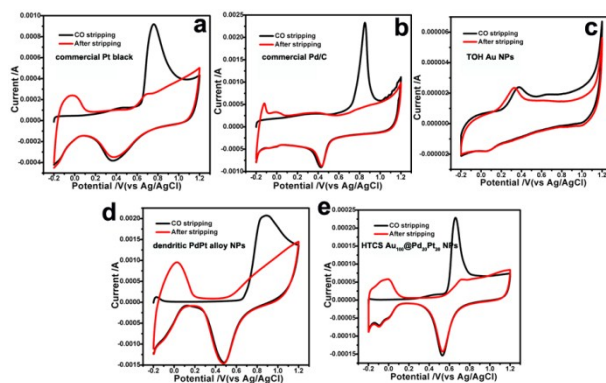 a
CO stripping
After stripping
commercial Pt black
Current /A
0.0010
0.0008
0.0006
0.0004
0.0002
0.0000
-0.0002
-0.0004
-0.2 0.0 0.2 0.4 0.6 0.8 1.0 1.2
Potential /V(vs Ag/AgCl)
b
CO stripping
After stripping
commercial Pd/C
Current /A
0.0025
0.0020
0.0015
0.0010
0.0005
0.0000
-0.0005
-0.0010
-0.2 0.0 0.2 0.4 0.6 0.8 1.0 1.2
Potential /V(vs Ag/AgCl)
c
CO stripping
After stripping
TOH Au NPs
Current /A
0.000006
0.000003
0.000000
-0.000003
-0.2 0.0 0.2 0.4 0.6 0.8 1.0 1.2
Potential /V(vs Ag/AgCl)
d
CO stripping
After stripping
dendritic PdPt alloy NPs
Current /A
0.0020
0.0015
0.0010
0.0005
0.0000
-0.0005
-0.0010
-0.0015
-0.2 0.0 0.2 0.4 0.6 0.8 1.0 1.2
Potential /V(vs Ag/AgCl)
e
CO stripping
After stripping
Current /A
0.00025
0.00020
0.00015
0.00010
0.00005
0.00000
-0.00005
-0.00010
-0.00015
-0.2 0.0 0.2 0.4 0.6 0.8 1.0 1.2
Potential /V(vs Ag/AgCl)